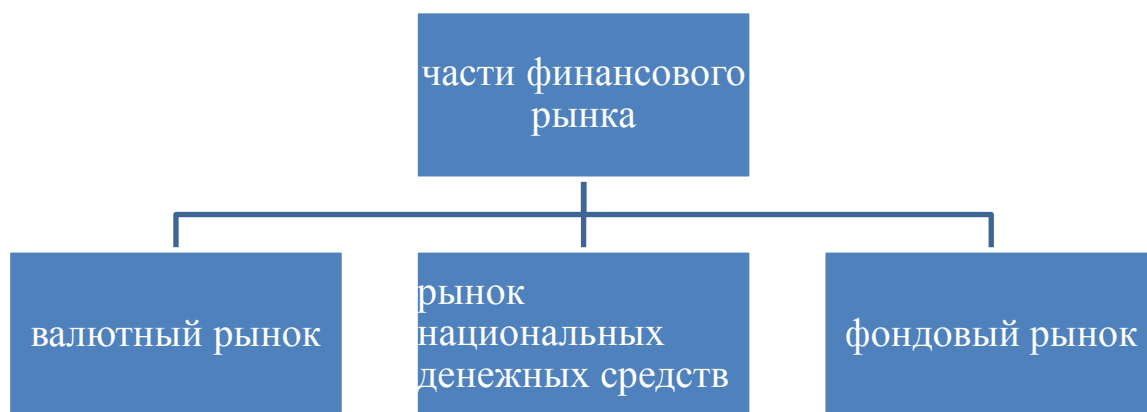 части финансового
рынка
валютный рынок
рынок
национальных
денежных средств
фондовый рынок